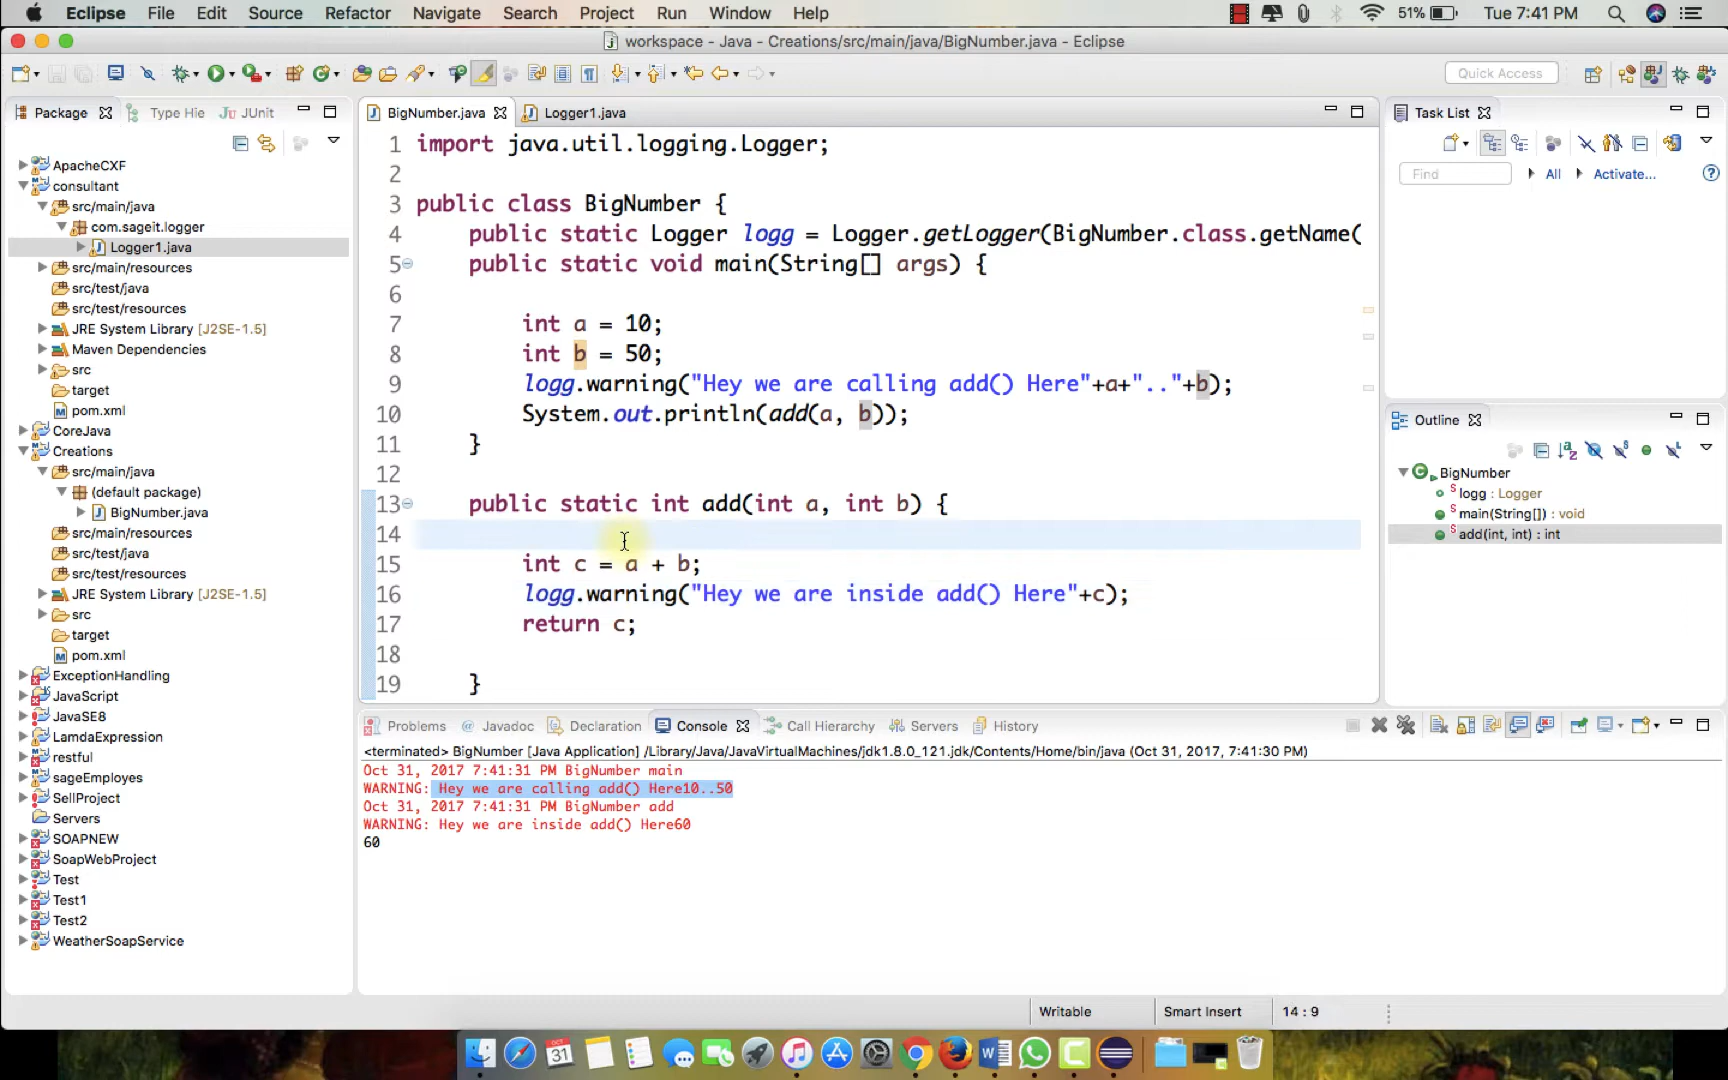 Eclipse File Edit Source Refactor Navigate Search Project Run Window Help 51% Tue 7:41 PM
workspace - Java - Creations/src/main/java/BigNumber.java - Eclipse
Quick Access
Package Type Hie JUnit
ApacheCXF
consultant
src/main/java
com.sageit.logger
Logger1.java
src/main/resources
src/test/java
src/test/resources
JRE System Library [J2SE-1.5]
Maven Dependencies
src
target
pom.xml
CoreJava
Creations
src/main/java
(default package)
BigNumber.java
src/main/resources
src/test/java
src/test/resources
JRE System Library [J2SE-1.5]
src
target
pom.xml
ExceptionHandling
JavaScript
JavaSE8
LamdaExpression
restful
sageEmployes
SellProject
Servers
SOAPNEW
SoapWebProject
Test
Test1
Test2
WeatherSoapService
BigNumber.java Logger1.java
1 import java.util.logging.Logger;
2
3 public class BigNumber {
4 public static Logger logg = Logger.getLogger(BigNumber.class.getName(
5 public static void main(String[] args) {
6
7 int a = 10;
8 int b = 50;
9 logg.warning("Hey we are calling add() Here"+a+".."+b);
10 System.out.println(add(a, b));
11 }
12
13 public static int add(int a, int b) {
14
15 int c = a + b;
16 logg.warning("Hey we are inside add() Here"+c);
17 return c;
18
19 }
Task List
Find All Activate...
Outline
BigNumber
logg : Logger
main(String[]) : void
add(int, int) : int
Problems Javadoc Declaration Console Call Hierarchy Servers History
<terminated> BigNumber [Java Application] /Library/Java/JavaVirtualMachines/jdk1.8.0_121.jdk/Contents/Home/bin/java (Oct 31, 2017, 7:41:30 PM)
Oct 31, 2017 7:41:31 PM BigNumber main
WARNING: Hey we are calling add() Here10..50
Oct 31, 2017 7:41:31 PM BigNumber add
WARNING: Hey we are inside add() Here60
60
Writable Smart Insert 14 : 9
OCT
31